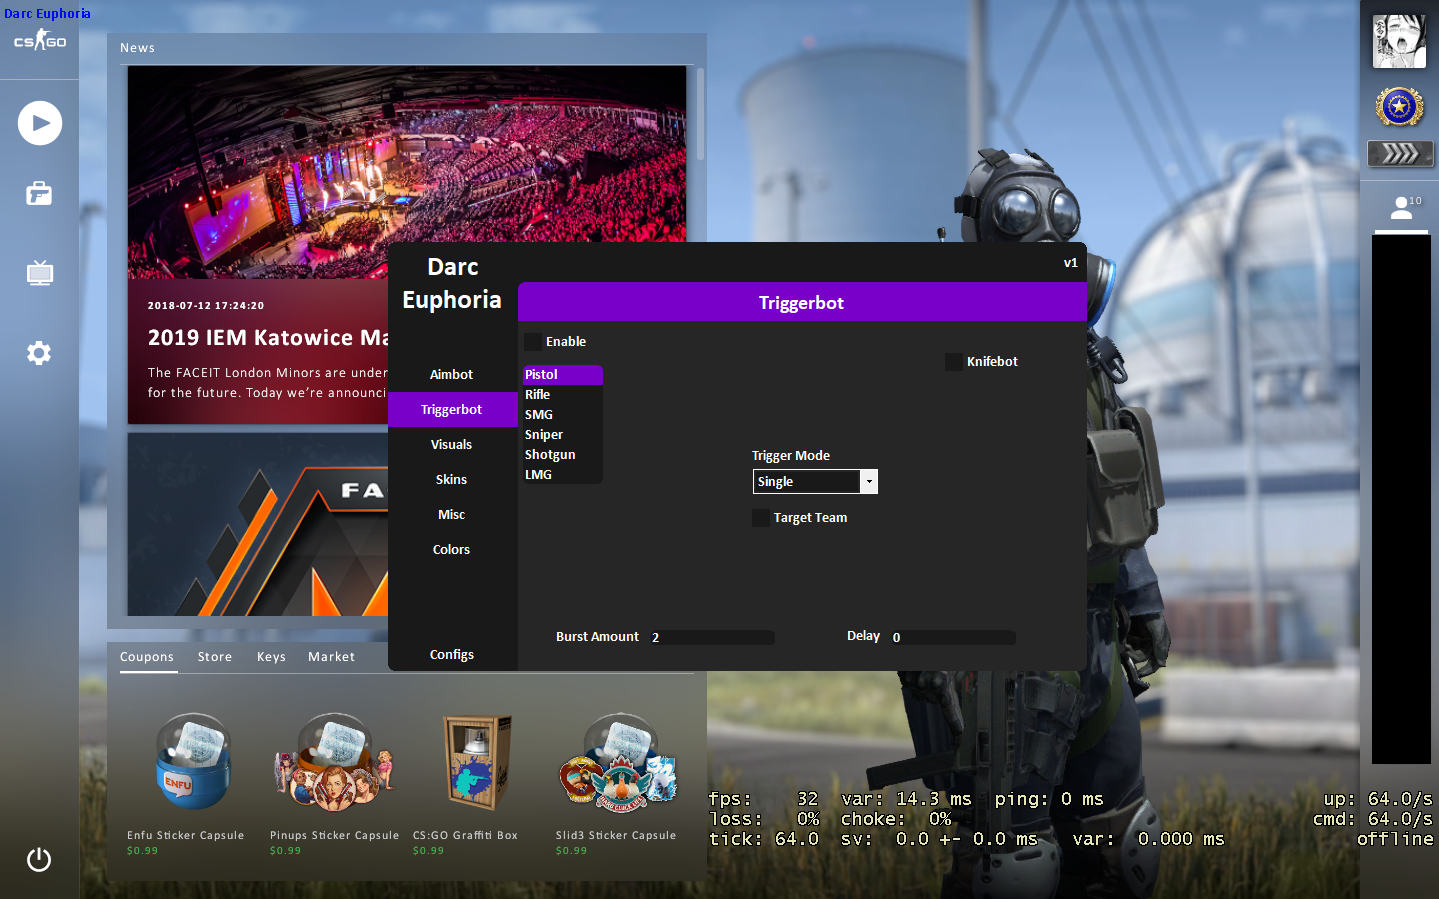 Darc Euphoria
CS GO
News
2018-07-12 17:24:20
2019 IEM Katowice Ma
The FACEIT London Minors are under
for the future. Today we're announci
FA
Coupons Store Keys Market
ENFU
Enfu Sticker Capsule
$0.99
Pinups Sticker Capsule
$0.99
CS:GO Graffiti Box
$0.99
Slid3 Sticker Capsule
$0.99
Darc
Euphoria
v1
Aimbot
Triggerbot
Visuals
Skins
Misc
Colors
Configs
Triggerbot
Enable
Knifebot
Pistol
Rifle
SMG
Sniper
Shotgun
LMG
Trigger Mode
Single
Target Team
Burst Amount 2
Delay 0
10
fps: 32 var: 14.3 ms ping: 0 ms
loss: 0% choke: 0%
tick: 64.0 sv: 0.0 +- 0.0 ms var: 0.000 ms
up: 64.0/s
cmd: 64.0/s
offline